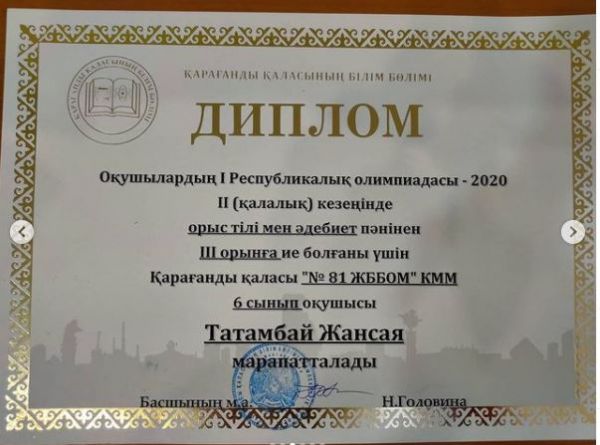 ҚАРАҒАНДЫ ҚАЛАСЫНЫҢ БІЛІМ БӨЛІМІ
ДИПЛОМ
Оқушылардың І Республикалық олимпиадасы - 2020
ІІ (қалалық) кезеңінде
орыс тілі мен әдебиет пәнінен
ІІІ орынға ие болғаны үшін
Қарағанды қаласы "№ 81 ЖББОМ" КММ
6 сынып оқушысы
Татамбай Жансая
марапатталады
Басшының м.а. Н.Головина